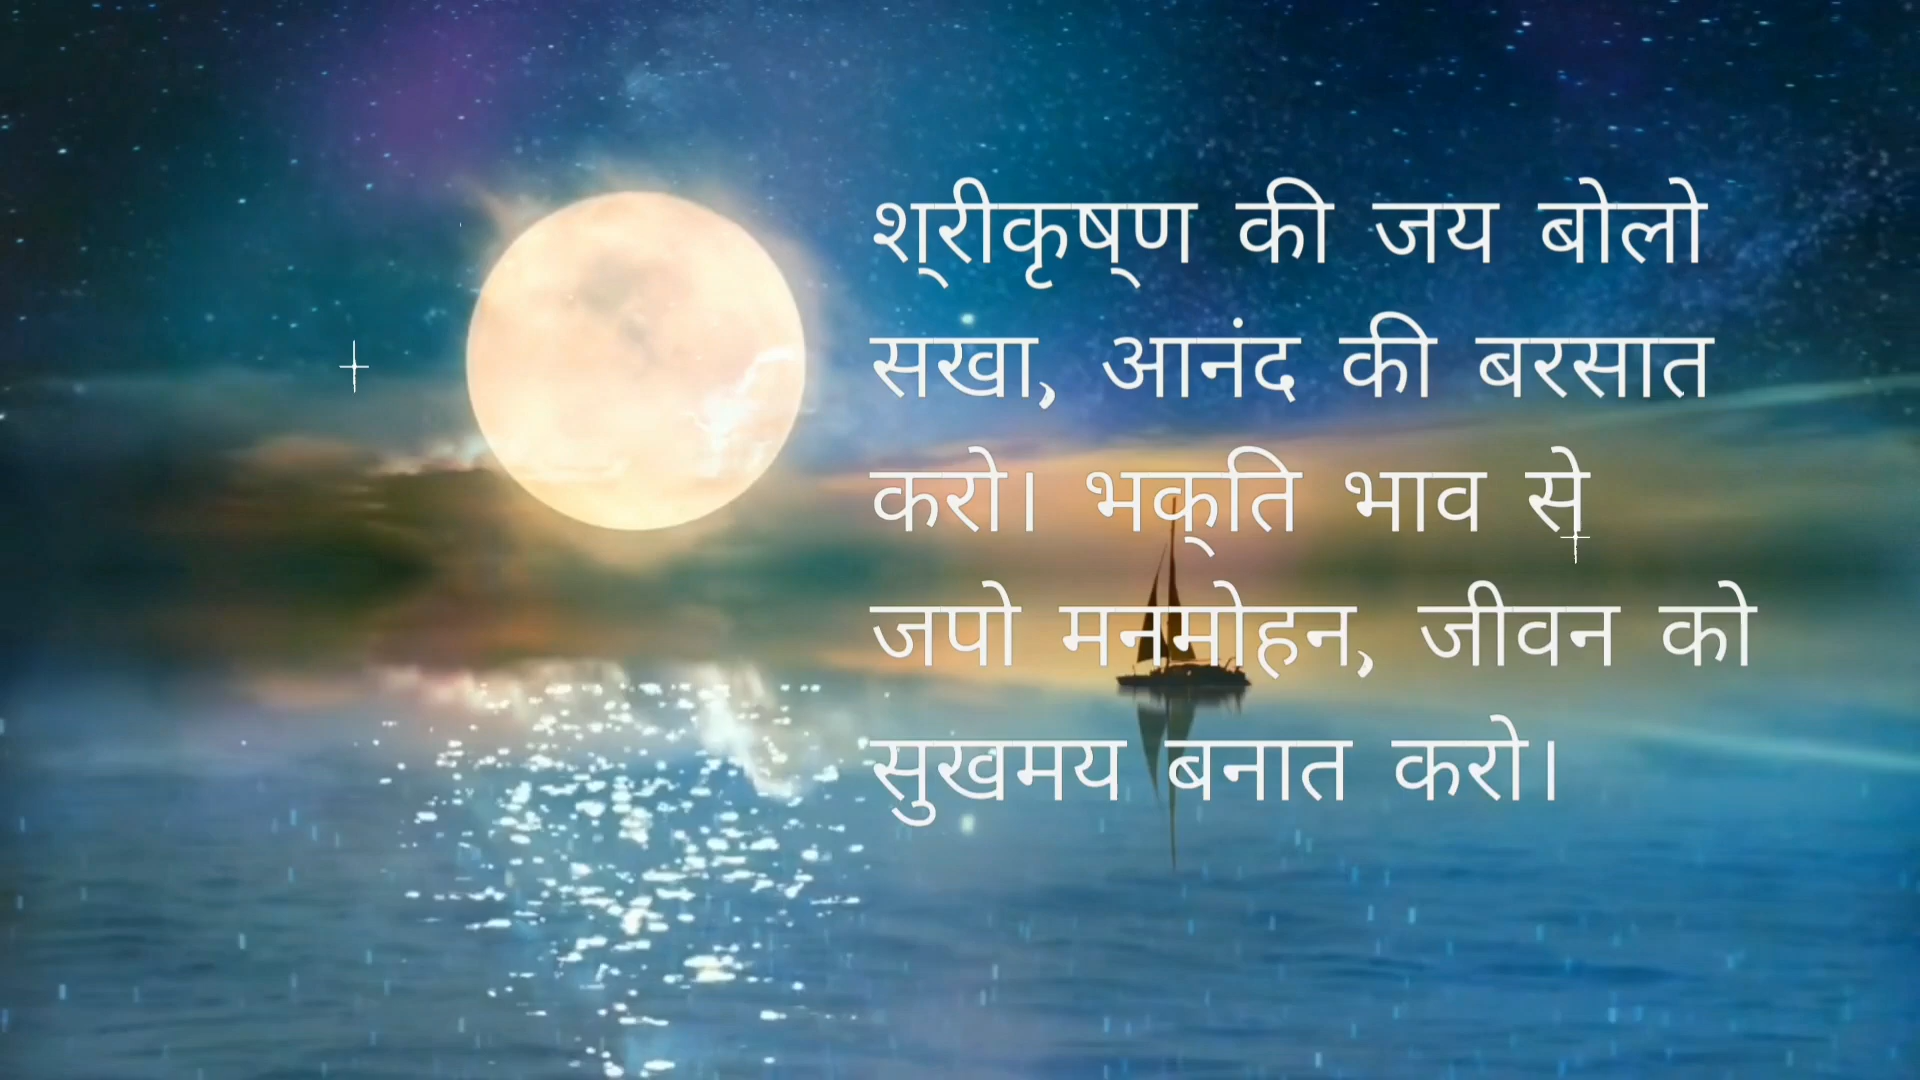 श्रीकृष्ण की जय बोलो
सखा, आनंद की बरसात
करो। भक्ति भाव से
जपो मनमोहन, जीवन को
सुखमय बनात करो।